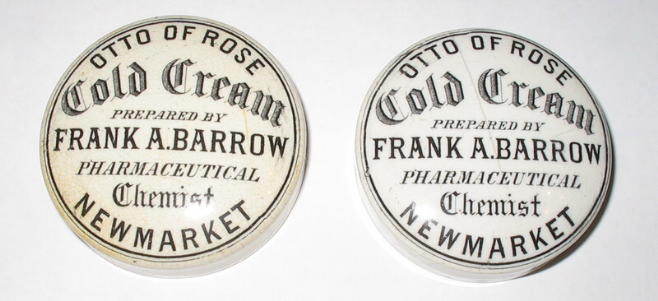 OTTO OF ROSE
Cold Cream
PREPARED BY
FRANK A.BARROW
PHARMACEUTICAL
Chemist
NEWMARKET
OTTO OF ROSE
Cold Cream
PREPARED BY
FRANK A.BARROW
PHARMACEUTICAL
Chemist
NEWMARKET